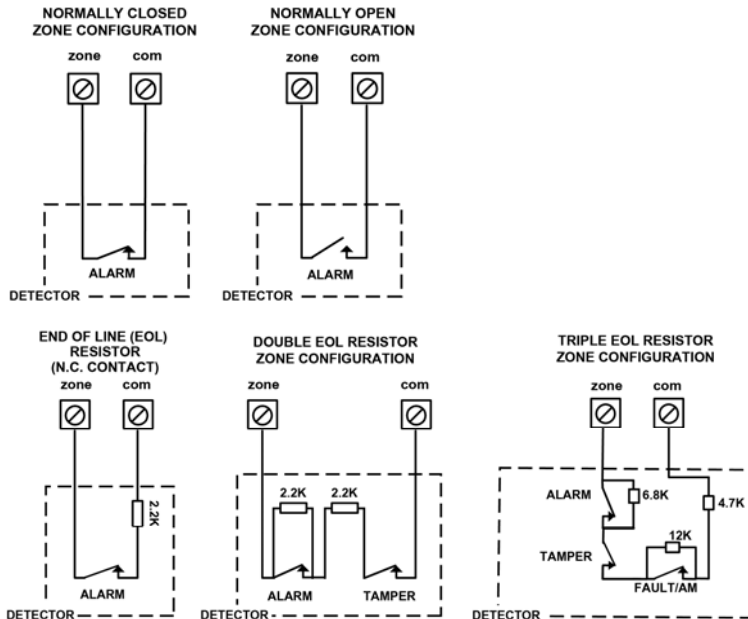 NORMALLY CLOSED
ZONE CONFIGURATION
zone com
ALARM
DETECTOR
NORMALLY OPEN
ZONE CONFIGURATION
zone com
ALARM
DETECTOR
END OF LINE (EOL)
RESISTOR
(N.C. CONTACT)
zone com
2.2K
ALARM
DETECTOR
DOUBLE EOL RESISTOR
ZONE CONFIGURATION
zone com
2.2K 2.2K
ALARM TAMPER
DETECTOR
TRIPLE EOL RESISTOR
ZONE CONFIGURATION
zone com
ALARM 6.8K 4.7K
TAMPER 12K
FAULT/AM
DETECTOR